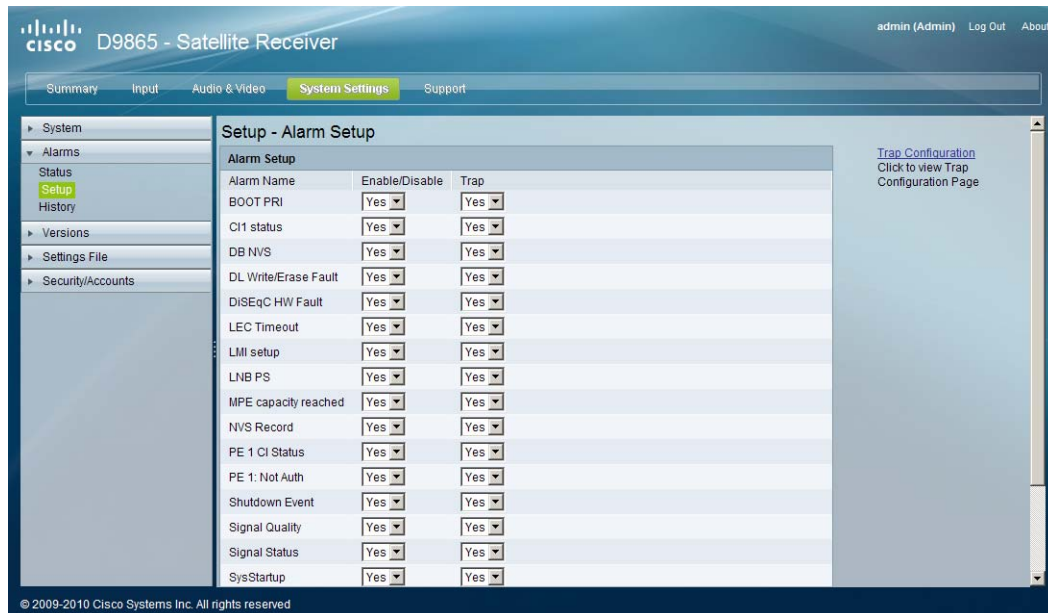 CISCO D9865 - Satellite Receiver
admin (Admin) Log Out About
Summary Input Audio & Video System Settings Support
System
Alarms
Status
Setup
History
Versions
Settings File
Security/Accounts
Setup - Alarm Setup
Alarm Setup
Alarm Name Enable/Disable Trap
BOOT PRI Yes Yes
CI1 status Yes Yes
DB NVS Yes Yes
DL Write/Erase Fault Yes Yes
DiSEqC HW Fault Yes Yes
LEC Timeout Yes Yes
LMI setup Yes Yes
LNB PS Yes Yes
MPE capacity reached Yes Yes
NVS Record Yes Yes
PE 1 CI Status Yes Yes
PE 1: Not Auth Yes Yes
Shutdown Event Yes Yes
Signal Quality Yes Yes
Signal Status Yes Yes
SysStartup Yes Yes
Trap Configuration
Click to view Trap
Configuration Page
© 2009-2010 Cisco Systems Inc. All rights reserved